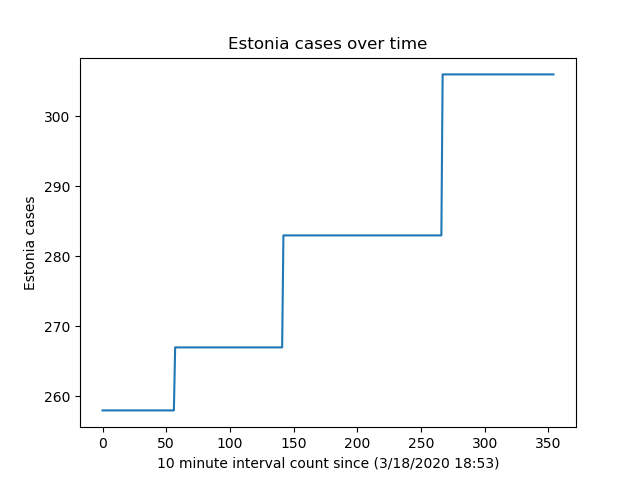 Estonia cases over time
300
290
280
270
260
Estonia cases
0 50 100 150 200 250 300 350
10 minute interval count since (3/18/2020 18:53)